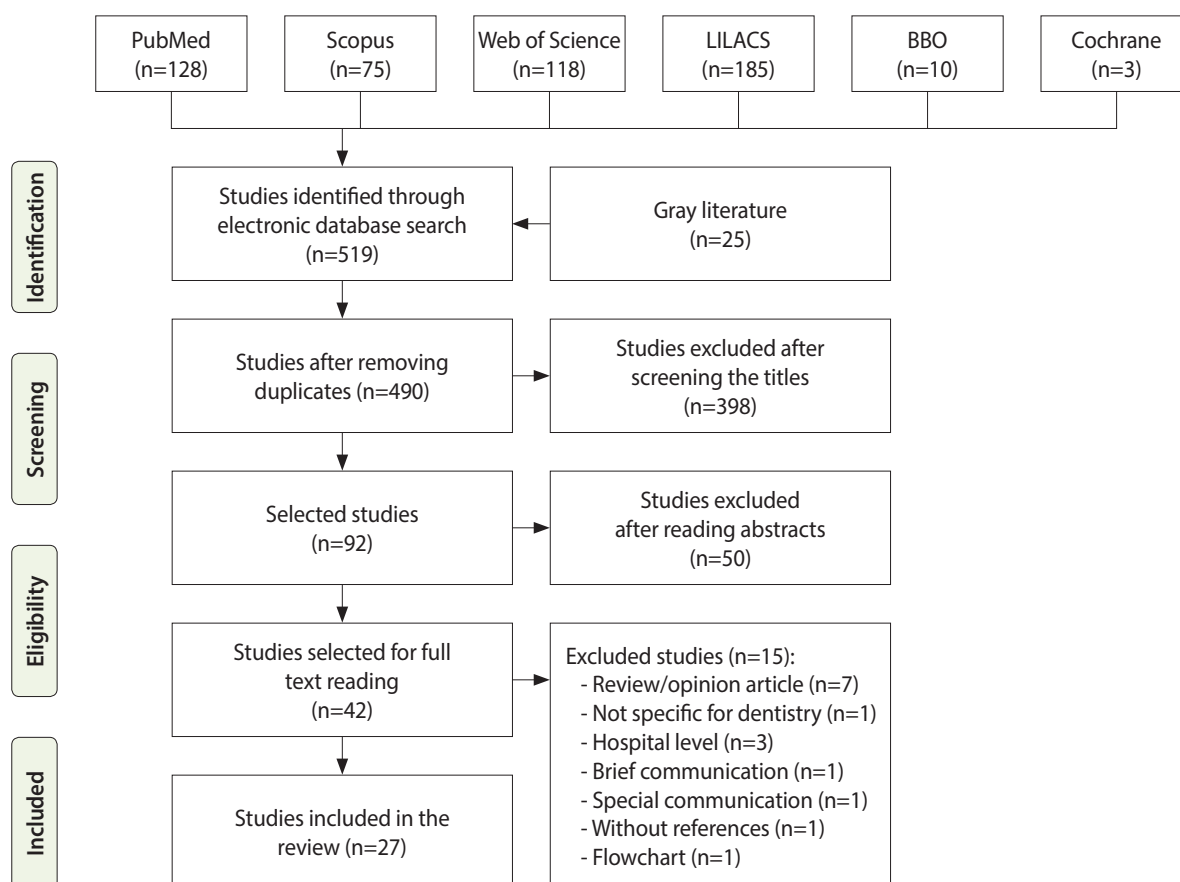 PubMed
(n=128)
Scopus
(n=75)
Web of Science
(n=118)
LILACS
(n=185)
BBO
(n=10)
Cochrane
(n=3)
Identification
Studies identified through
electronic database search
(n=519)
Gray literature
(n=25)
Screening
Studies after removing
duplicates (n=490)
Studies excluded after
screening the titles
(n=398)
Selected studies
(n=92)
Studies excluded
after reading abstracts
(n=50)
Eligibility
Studies selected for full
text reading
(n=42)
Excluded studies (n=15):
- Review/opinion article (n=7)
- Not specific for dentistry (n=1)
- Hospital level (n=3)
- Brief communication (n=1)
- Special communication (n=1)
- Without references (n=1)
- Flowchart (n=1)
Included
Studies included in the
review (n=27)